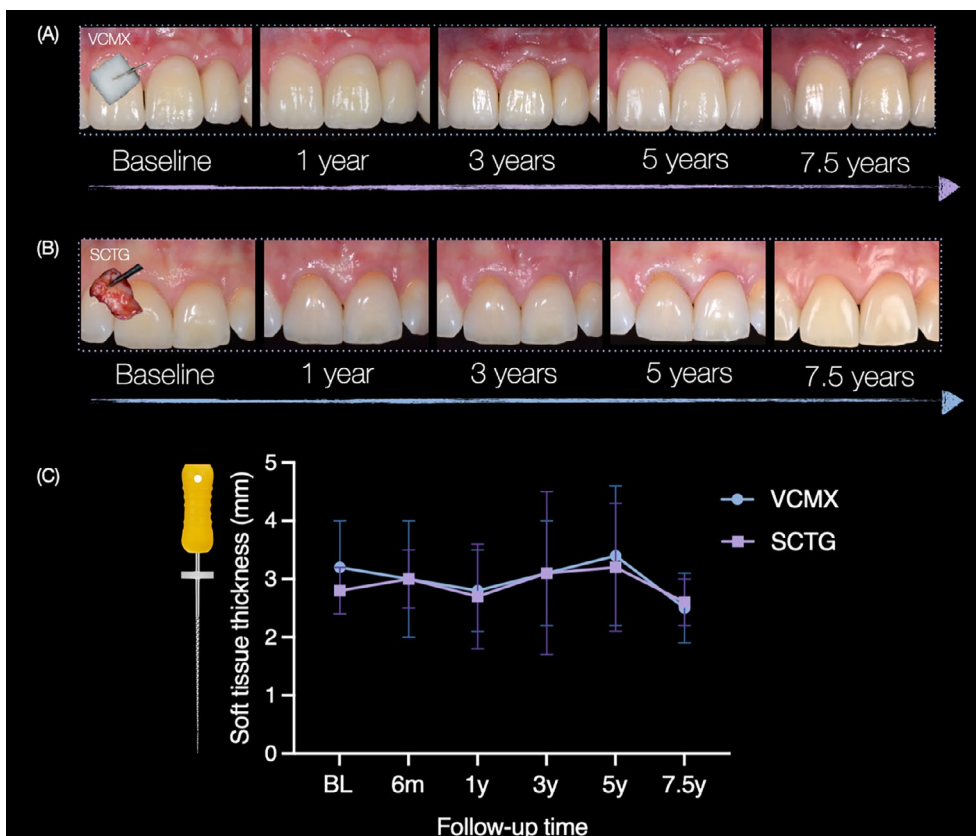 (A)
VCMX
Baseline
1 year
3 years
5 years
7.5 years
(B)
SCTG
Baseline
1 year
3 years
5 years
7.5 years
(C)
Soft tissue thickness (mm)
5
4
3
2
1
0
BL
6m
1y
3y
5y
7.5y
Follow-up time
VCMX
SCTG